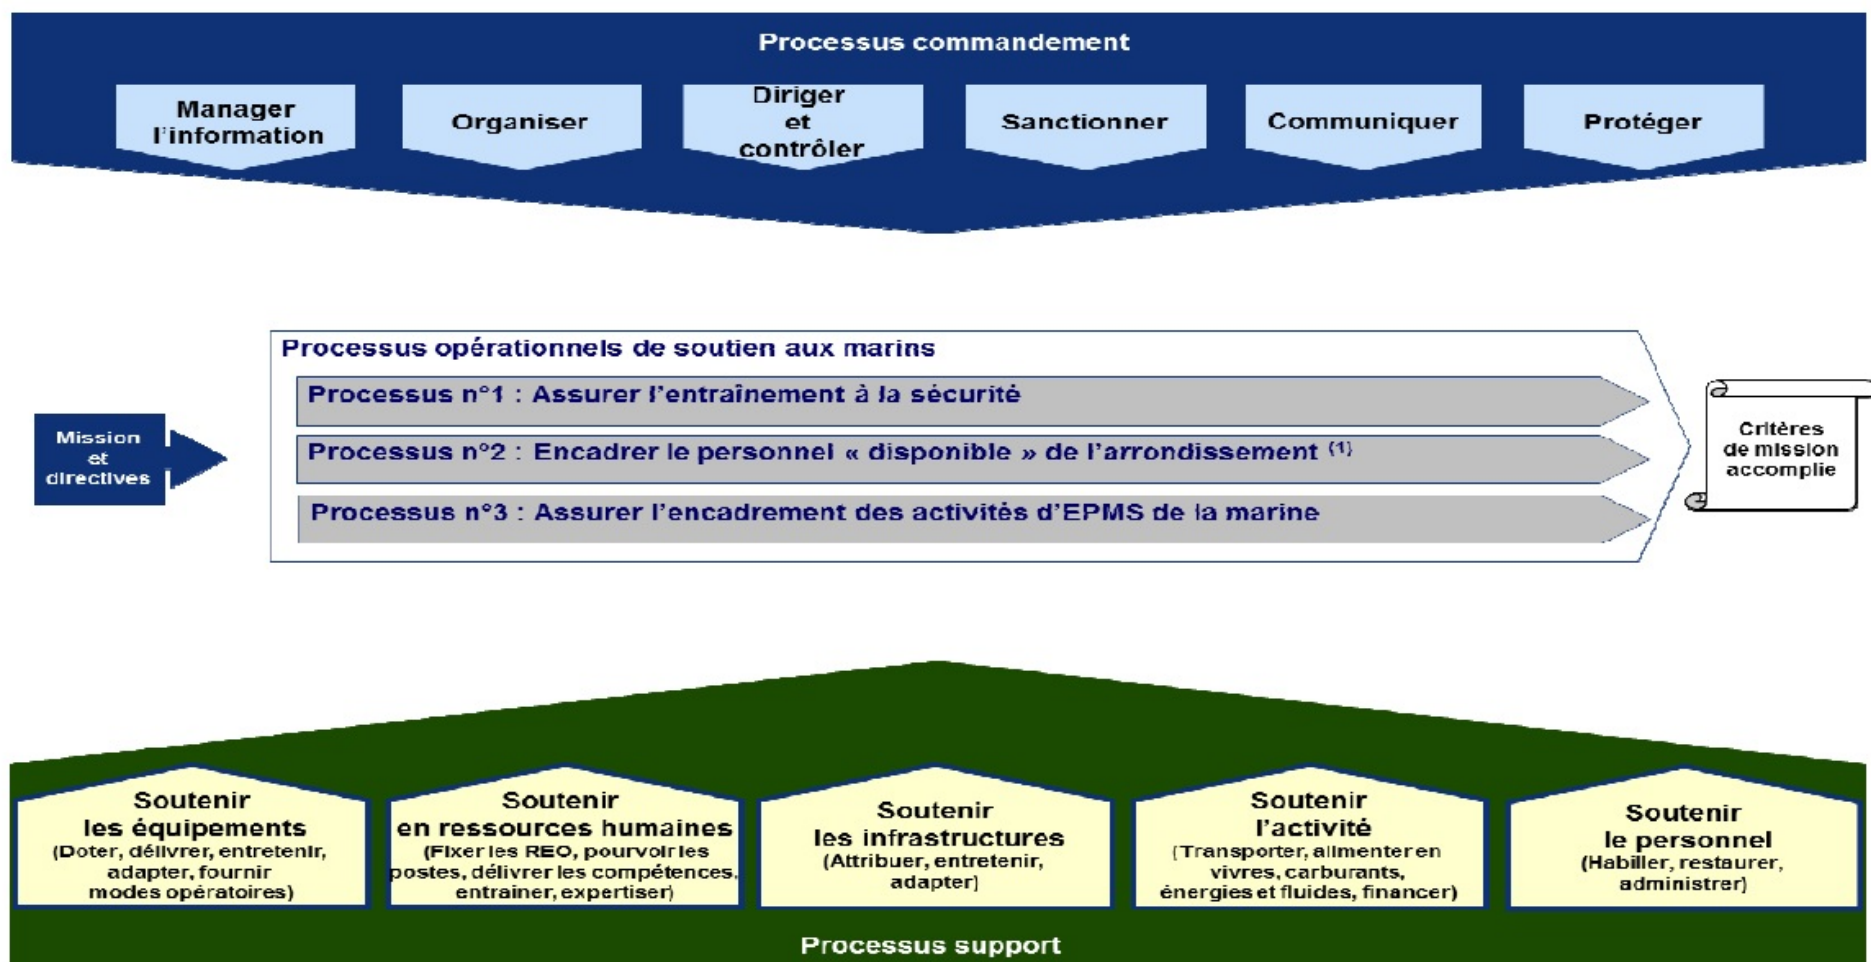 Processus commandement
Manager
l'information
Organiser
Diriger
et
contrôler
Sanctionner
Communiquer
Protéger
Processus opérationnels de soutien aux marins
Processus n°1 : Assurer l'entraînement à la sécurité
Processus n°2 : Encadrer le personnel « disponible » de l'arrondissement (1)
Processus n°3 : Assurer l'encadrement des activités d'EPMS de la marine
Mission
et
directives
Critères
de mission
accomplie
Soutenir
les équipements
(Doter, délivrer, entretenir,
adapter, fournir
modes opératoires)
Soutenir
en ressources humaines
(Fixer les REO, pourvoir les
postes, délivrer les compétences,
entrainer, expertiser)
Soutenir
les infrastructures
(Attribuer, entretenir,
adapter)
Soutenir
l'activité
(Transporter, alimenter en
vivres, carburants,
énergies et fluides, financer)
Soutenir
le personnel
(Habiller, restaurer,
administrer)
Processus support